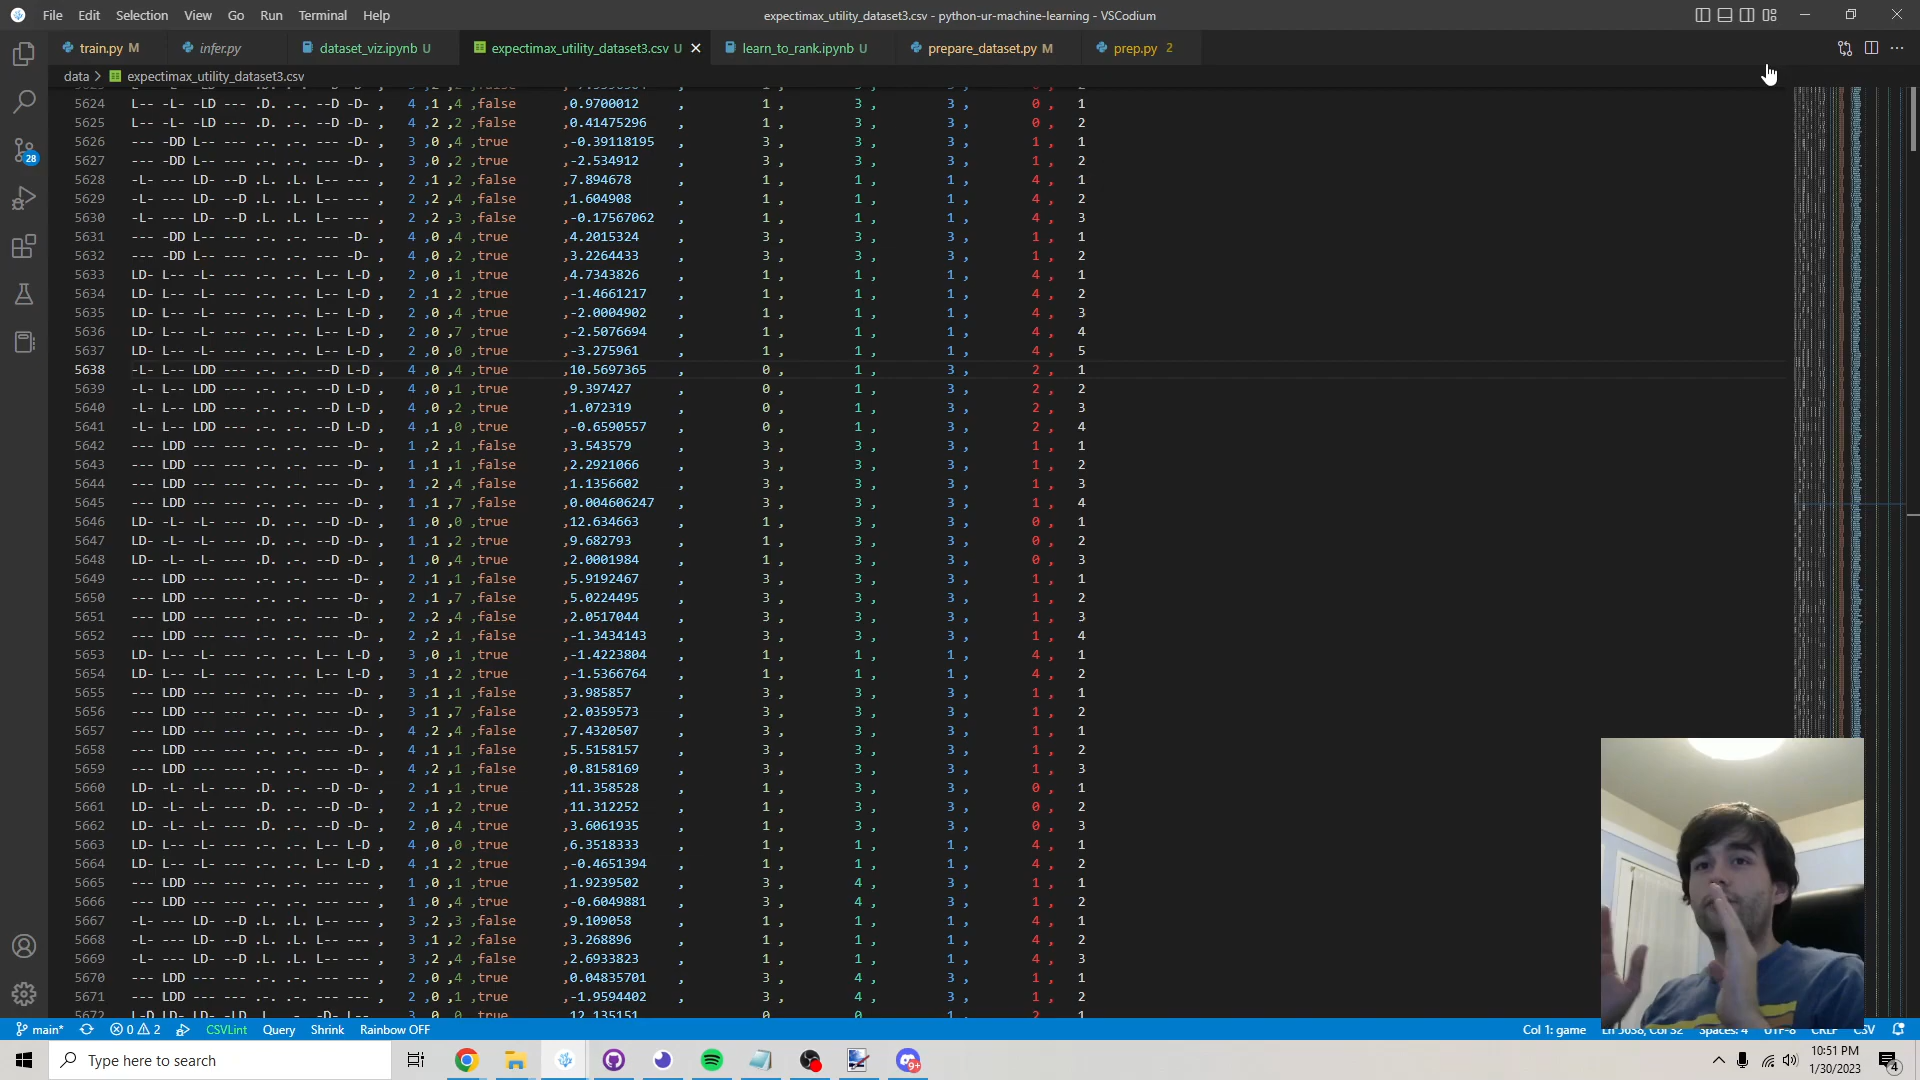 File Edit Selection View Go Run Terminal Help expectimax_utility_dataset3.csv - python-ur-machine-learning - VSCodium
train.py M infer.py dataset_viz.ipynb U expectimax_utility_dataset3.csv U learn_to_rank.ipynb U prepare_dataset.py M prep.py 2
data > expectimax_utility_dataset3.csv
5624 L-- -L- -LD --- .D. .-. --D -D- , 4 ,1 ,4 ,false ,0.9700012 , 1 , 3 , 3 , 0 , 1
5625 L-- -L- -LD --- .D. .-. --D -D- , 4 ,2 ,2 ,false ,0.41475296 , 1 , 3 , 3 , 0 , 2
5626 --- -DD L-- --- .-. .-. --- -D- , 3 ,0 ,4 ,true ,-0.39118195 , 3 , 3 , 3 , 1 , 1
5627 --- -DD L-- --- .-. .-. --- -D- , 3 ,0 ,2 ,true ,-2.534912 , 3 , 3 , 3 , 1 , 2
5628 -L- --- LD- --D .L. .L. L-- --- , 2 ,1 ,2 ,false ,7.894678 , 1 , 1 , 1 , 4 , 1
5629 -L- --- LD- --D .L. .L. L-- --- , 2 ,2 ,4 ,false ,1.604908 , 1 , 1 , 1 , 4 , 2
5630 -L- --- LD- --D .L. .L. L-- --- , 2 ,2 ,3 ,false ,-0.17567062 , 1 , 1 , 1 , 4 , 3
5631 --- -DD L-- --- .-. .-. --- -D- , 4 ,0 ,4 ,true ,4.2015324 , 3 , 3 , 3 , 1 , 1
5632 --- -DD L-- --- .-. .-. --- -D- , 4 ,0 ,2 ,true ,3.2264433 , 3 , 3 , 3 , 1 , 2
5633 LD- L-- -L- --- .-. .-. L-- L-D , 2 ,0 ,1 ,true ,4.7343826 , 1 , 1 , 1 , 4 , 1
5634 LD- L-- -L- --- .-. .-. L-- L-D , 2 ,1 ,2 ,true ,-1.4661217 , 1 , 1 , 1 , 4 , 2
5635 LD- L-- -L- --- .-. .-. L-- L-D , 2 ,0 ,4 ,true ,-2.0004902 , 1 , 1 , 1 , 4 , 3
5636 LD- L-- -L- --- .-. .-. L-- L-D , 2 ,0 ,7 ,true ,-2.5076694 , 1 , 1 , 1 , 4 , 4
5637 LD- L-- -L- --- .-. .-. L-- L-D , 2 ,0 ,0 ,true ,-3.275961 , 1 , 1 , 1 , 4 , 5
5638 -L- L-- LDD --- .-. .-. --D L-D , 4 ,0 ,4 ,true ,10.5697365 , 0 , 1 , 3 , 2 , 1
5639 -L- L-- LDD --- .-. .-. --D L-D , 4 ,0 ,1 ,true ,9.397427 , 0 , 1 , 3 , 2 , 2
5640 -L- L-- LDD --- .-. .-. --D L-D , 4 ,0 ,2 ,true ,1.072319 , 0 , 1 , 3 , 2 , 3
5641 -L- L-- LDD --- .-. .-. --D L-D , 4 ,1 ,0 ,true ,-0.6590557 , 0 , 1 , 3 , 2 , 4
5642 --- LDD --- --- .-. .-. --- -D- , 1 ,2 ,1 ,false ,3.543579 , 3 , 3 , 3 , 1 , 1
5643 --- LDD --- --- .-. .-. --- -D- , 1 ,1 ,1 ,false ,2.2921066 , 3 , 3 , 3 , 1 , 2
5644 --- LDD --- --- .-. .-. --- -D- , 1 ,2 ,4 ,false ,1.1356602 , 3 , 3 , 3 , 1 , 3
5645 --- LDD --- --- .-. .-. --- -D- , 1 ,1 ,7 ,false ,0.004606247 , 3 , 3 , 3 , 1 , 4
5646 LD- -L- -L- --- .D. .-. --D -D- , 1 ,0 ,0 ,true ,12.634663 , 1 , 3 , 3 , 0 , 1
5647 LD- -L- -L- --- .D. .-. --D -D- , 1 ,1 ,2 ,true ,9.682793 , 1 , 3 , 3 , 0 , 2
5648 LD- -L- -L- --- .D. .-. --D -D- , 1 ,0 ,4 ,true ,2.0001984 , 1 , 3 , 3 , 0 , 3
5649 --- LDD --- --- .-. .-. --- -D- , 2 ,1 ,1 ,false ,5.9192467 , 3 , 3 , 3 , 1 , 1
5650 --- LDD --- --- .-. .-. --- -D- , 2 ,1 ,7 ,false ,5.0224495 , 3 , 3 , 3 , 1 , 2
5651 --- LDD --- --- .-. .-. --- -D- , 2 ,2 ,4 ,false ,2.0517044 , 3 , 3 , 3 , 1 , 3
5652 --- LDD --- --- .-. .-. --- -D- , 2 ,2 ,1 ,false ,-1.3434143 , 3 , 3 , 3 , 1 , 4
5653 LD- L-- -L- --- .-. .-. L-- L-D , 3 ,0 ,1 ,true ,-1.4223804 , 1 , 1 , 1 , 4 , 1
5654 LD- L-- -L- --- .-. .-. L-- L-D , 3 ,1 ,2 ,true ,-1.5366764 , 1 , 1 , 1 , 4 , 2
5655 --- LDD --- --- .-. .-. --- -D- , 3 ,1 ,1 ,false ,3.985857 , 3 , 3 , 3 , 1 , 1
5656 --- LDD --- --- .-. .-. --- -D- , 3 ,1 ,7 ,false ,2.0359573 , 3 , 3 , 3 , 1 , 2
5657 --- LDD --- --- .-. .-. --- -D- , 4 ,2 ,4 ,false ,7.4320507 , 3 , 3 , 3 , 1 , 1
5658 --- LDD --- --- .-. .-. --- -D- , 4 ,1 ,1 ,false ,5.5158157 , 3 , 3 , 3 , 1 , 2
5659 --- LDD --- --- .-. .-. --- -D- , 4 ,2 ,1 ,false ,0.8158169 , 3 , 3 , 3 , 1 , 3
5660 LD- -L- -L- --- .D. .-. --D -D- , 2 ,1 ,1 ,true ,11.358528 , 1 , 3 , 3 , 0 , 1
5661 LD- -L- -L- --- .D. .-. --D -D- , 2 ,1 ,2 ,true ,11.312252 , 1 , 3 , 3 , 0 , 2
5662 LD- -L- -L- --- .D. .-. --D -D- , 2 ,0 ,4 ,true ,3.6061935 , 1 , 3 , 3 , 0 , 3
5663 LD- L-- -L- --- .-. .-. L-- L-D , 4 ,0 ,0 ,true ,6.3518333 , 1 , 1 , 1 , 4 , 1
5664 LD- L-- -L- --- .-. .-. L-- L-D , 4 ,1 ,2 ,true ,-0.4651394 , 1 , 1 , 1 , 4 , 2
5665 --- LDD --- --- .-. .-. --- --- , 1 ,0 ,1 ,true ,1.9239502 , 3 , 4 , 3 , 1 , 1
5666 --- LDD --- --- .-. .-. --- --- , 1 ,0 ,4 ,true ,-0.6049881 , 3 , 4 , 3 , 1 , 2
5667 -L- --- LD- --D .L. .L. L-- --- , 3 ,2 ,3 ,false ,9.109058 , 1 , 1 , 1 , 4 , 1
5668 -L- --- LD- --D .L. .L. L-- --- , 3 ,1 ,2 ,false ,3.268896 , 1 , 1 , 1 , 4 , 2
5669 -L- --- LD- --D .L. .L. L-- --- , 3 ,2 ,4 ,false ,2.6933823 , 1 , 1 , 1 , 4 , 3
5670 --- LDD --- --- .-. .-. --- --- , 2 ,0 ,4 ,true ,0.04835701 , 3 , 4 , 3 , 1 , 1
5671 --- LDD --- --- .-. .-. --- --- , 2 ,0 ,1 ,true ,-1.9594402 , 3 , 4 , 3 , 1 , 2
28
main* 0 2 CSVLint Query Shrink Rainbow OFF Col 1: game
Type here to search 9+ 10:51 PM
1/30/2023 4